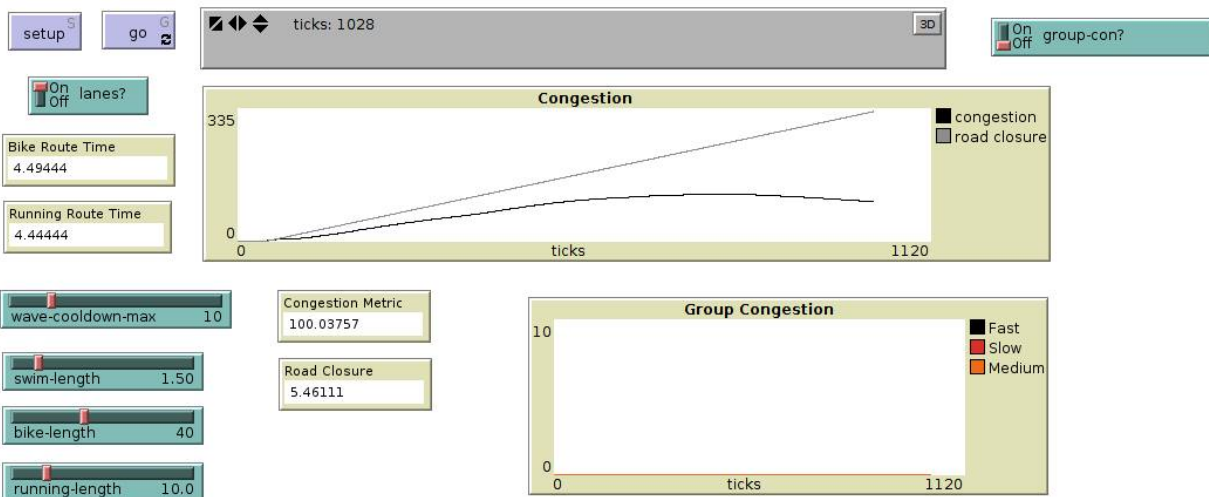 setup S
go G
ticks: 1028
3D
On
Off
group-con?
On
Off
lanes?
Congestion
335
0
0
ticks
1120
congestion
road closure
Bike Route Time
4.49444
Running Route Time
4.44444
wave-cooldown-max 10
swim-length 1.50
bike-length 40
running-length 10.0
Congestion Metric
100.03757
Road Closure
5.46111
Group Congestion
10
0
0
ticks
1120
Fast
Slow
Medium